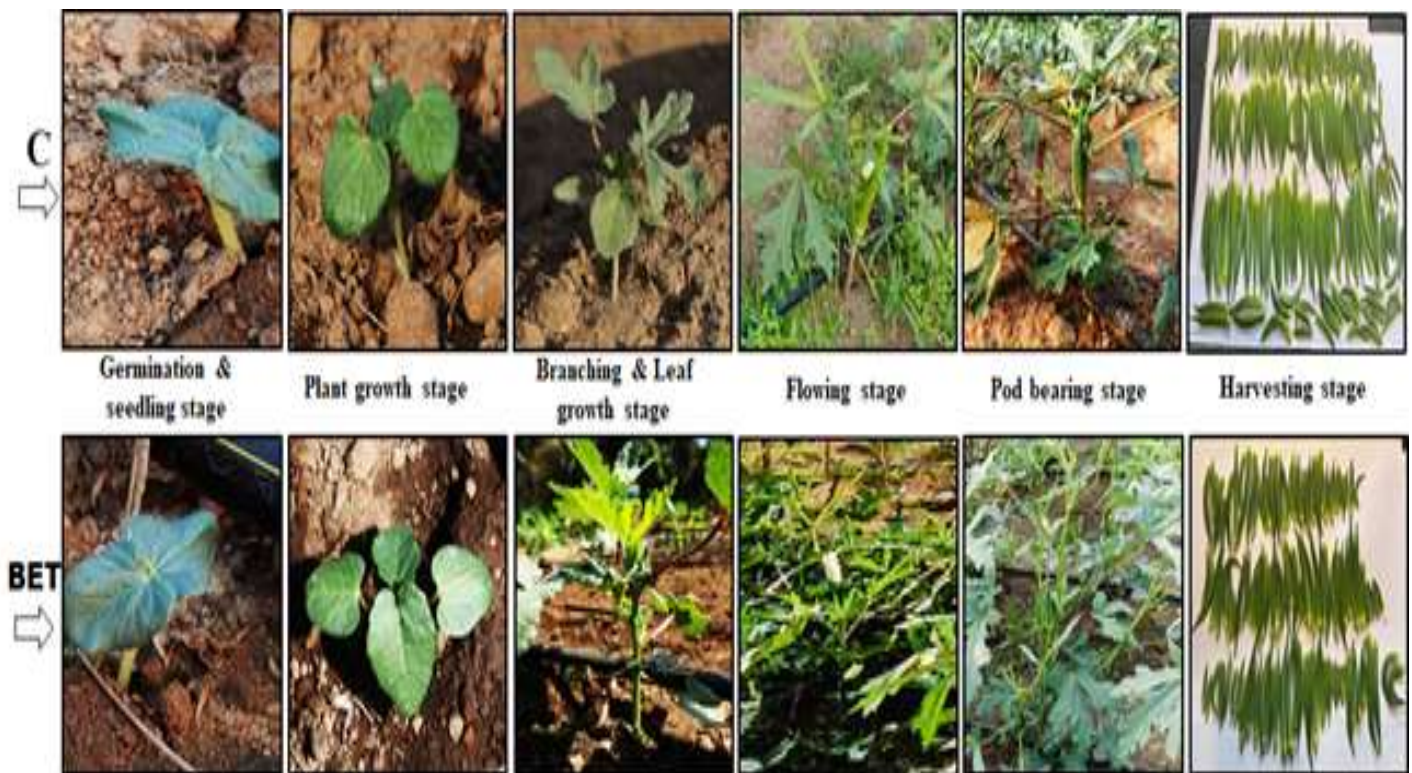 C
Germination &
seedling stage
Plant growth stage
Branching & Leaf
growth stage
Flowing stage
Pod bearing stage
Harvesting stage
BET